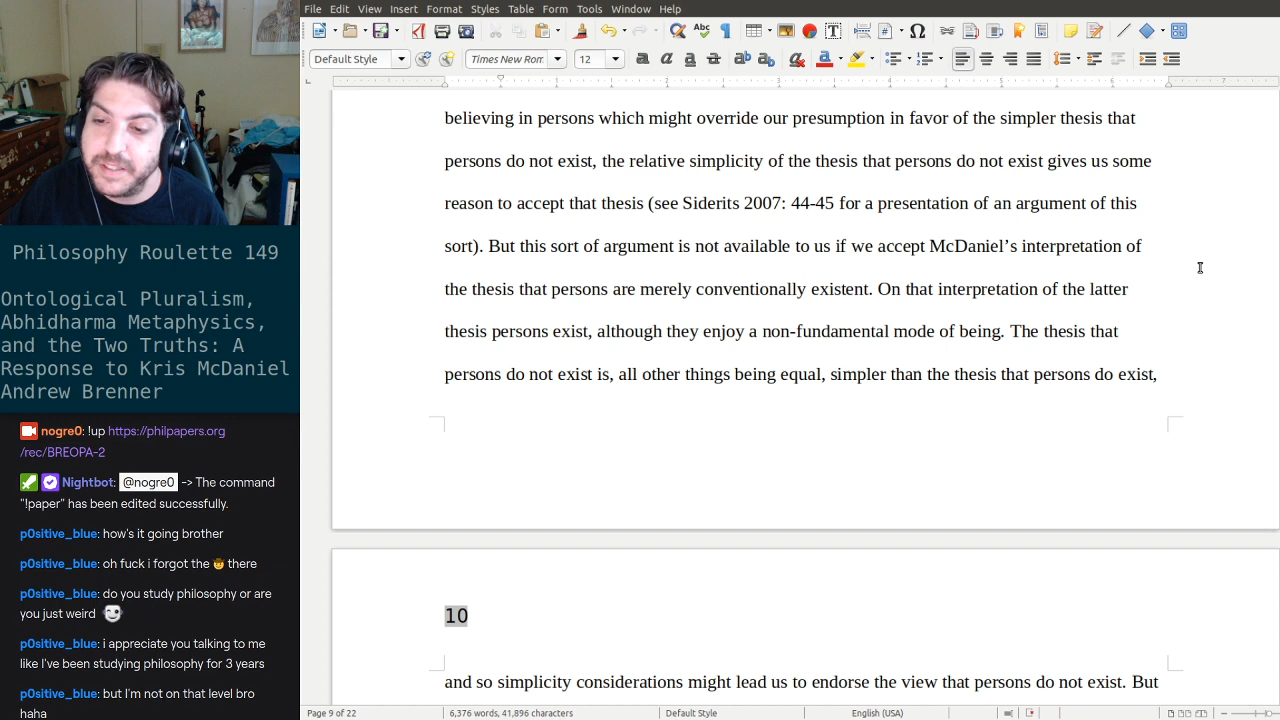 File Edit View Insert Format Styles Table Form Tools Window Help
Default Style
Times New Rom
12
believing in persons which might override our presumption in favor of the simpler thesis that
persons do not exist, the relative simplicity of the thesis that persons do not exist gives us some
reason to accept that thesis (see Siderits 2007: 44-45 for a presentation of an argument of this
sort). But this sort of argument is not available to us if we accept McDaniel’s interpretation of
the thesis that persons are merely conventionally existent. On that interpretation of the latter
thesis persons exist, although they enjoy a non-fundamental mode of being. The thesis that
persons do not exist is, all other things being equal, simpler than the thesis that persons do exist,
10
and so simplicity considerations might lead us to endorse the view that persons do not exist. But
Page 9 of 22
6,376 words, 41,896 characters
Default Style
English (USA)
Philosophy Roulette 149
Ontological Pluralism,
Abhidharma Metaphysics,
and the Two Truths: A
Response to Kris McDaniel
Andrew Brenner
nogre0: !up https://philpapers.org
/rec/BREOPA-2
Nightbot: @nogre0 -> The command
"!paper" has been edited successfully.
p0sitive_blue: how's it going brother
p0sitive_blue: oh fuck i forgot the 🤠 there
p0sitive_blue: do you study philosophy or are
you just weird
p0sitive_blue: i appreciate you talking to me
like I've been studying philosophy for 3 years
p0sitive_blue: but I'm not on that level bro
haha